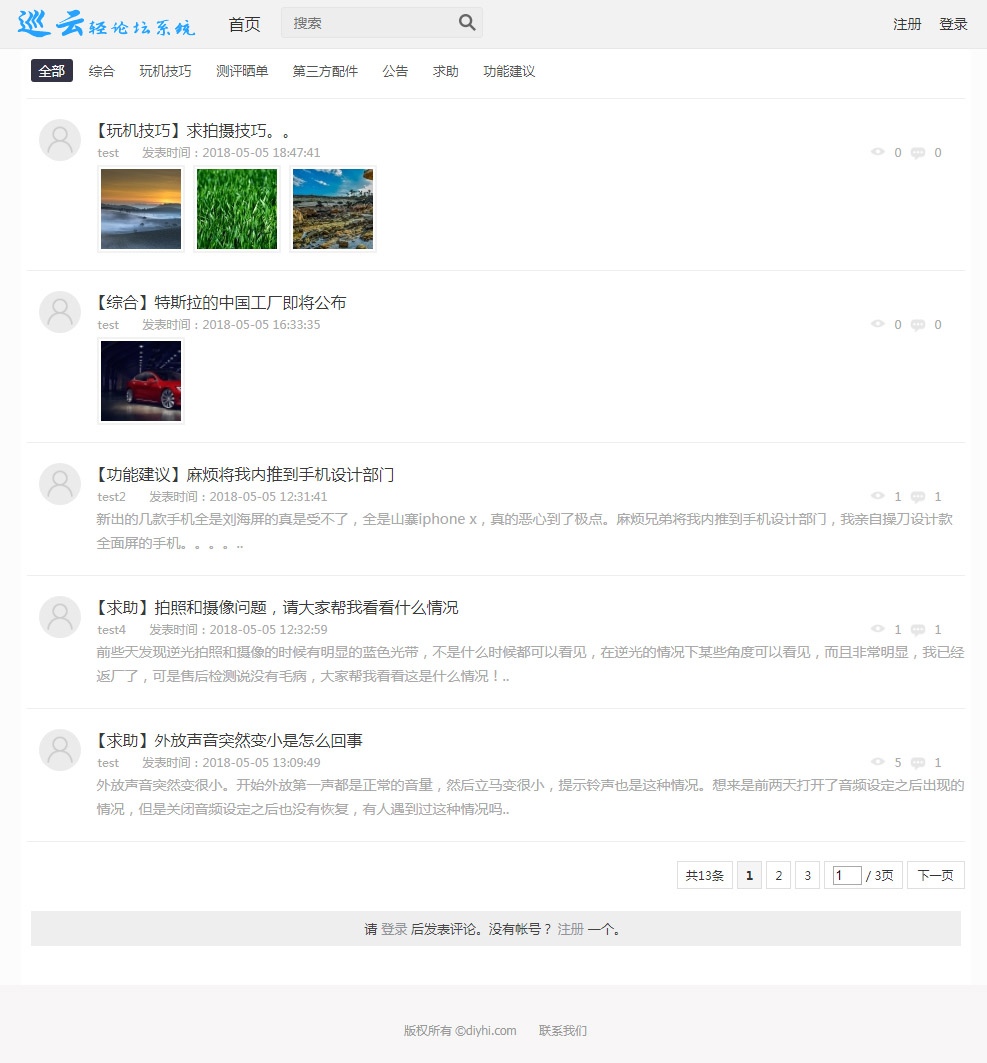 巡云轻论坛系统 首页 搜索 注册 登录
全部 综合 玩机技巧 测评晒单 第三方配件 公告 求助 功能建议
【玩机技巧】求拍摄技巧。。
test 发表时间：2018-05-05 18:47:41 0 0
【综合】特斯拉的中国工厂即将公布
test 发表时间：2018-05-05 16:33:35 0 0
【功能建议】麻烦将我内推到手机设计部门
test2 发表时间：2018-05-05 12:31:41 1 1
新出的几款手机全是刘海屏的真是受不了，全是山寨iphone x，真的恶心到了极点。麻烦兄弟将我内推到手机设计部门，我亲自操刀设计款
全面屏的手机。。。。..
【求助】拍照和摄像问题，请大家帮我看看什么情况
test4 发表时间：2018-05-05 12:32:59 1 1
前些天发现逆光拍照和摄像的时候有明显的蓝色光带，不是什么时候都可以看见，在逆光的情况下某些角度可以看见，而且非常明显，我已经
返厂了，可是售后检测说没有毛病，大家帮我看看这是什么情况！..
【求助】外放声音突然变小是怎么回事
test 发表时间：2018-05-05 13:09:49 5 1
外放声音突然变很小。开始外放第一声都是正常的音量，然后立马变很小，提示铃声也是这种情况。想来是前两天打开了音频设定之后出现的
情况，但是关闭音频设定之后也没有恢复，有人遇到过这种情况吗..
共13条 1 2 3 1 / 3页 下一页
请 登录 后发表评论。没有帐号？ 注册 一个。
版权所有 ©diyhi.com 联系我们